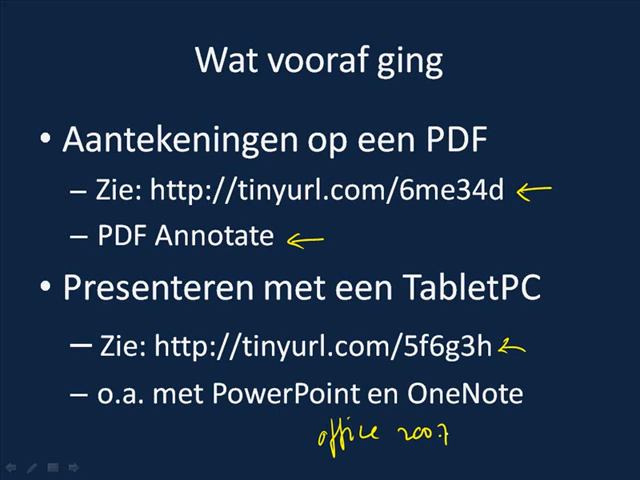 Wat vooraf ging
• Aantekeningen op een PDF
– Zie: http://tinyurl.com/6me34d
– PDF Annotate
• Presenteren met een TabletPC
– Zie: http://tinyurl.com/5f6g3h
– o.a. met PowerPoint en OneNote
office 2007